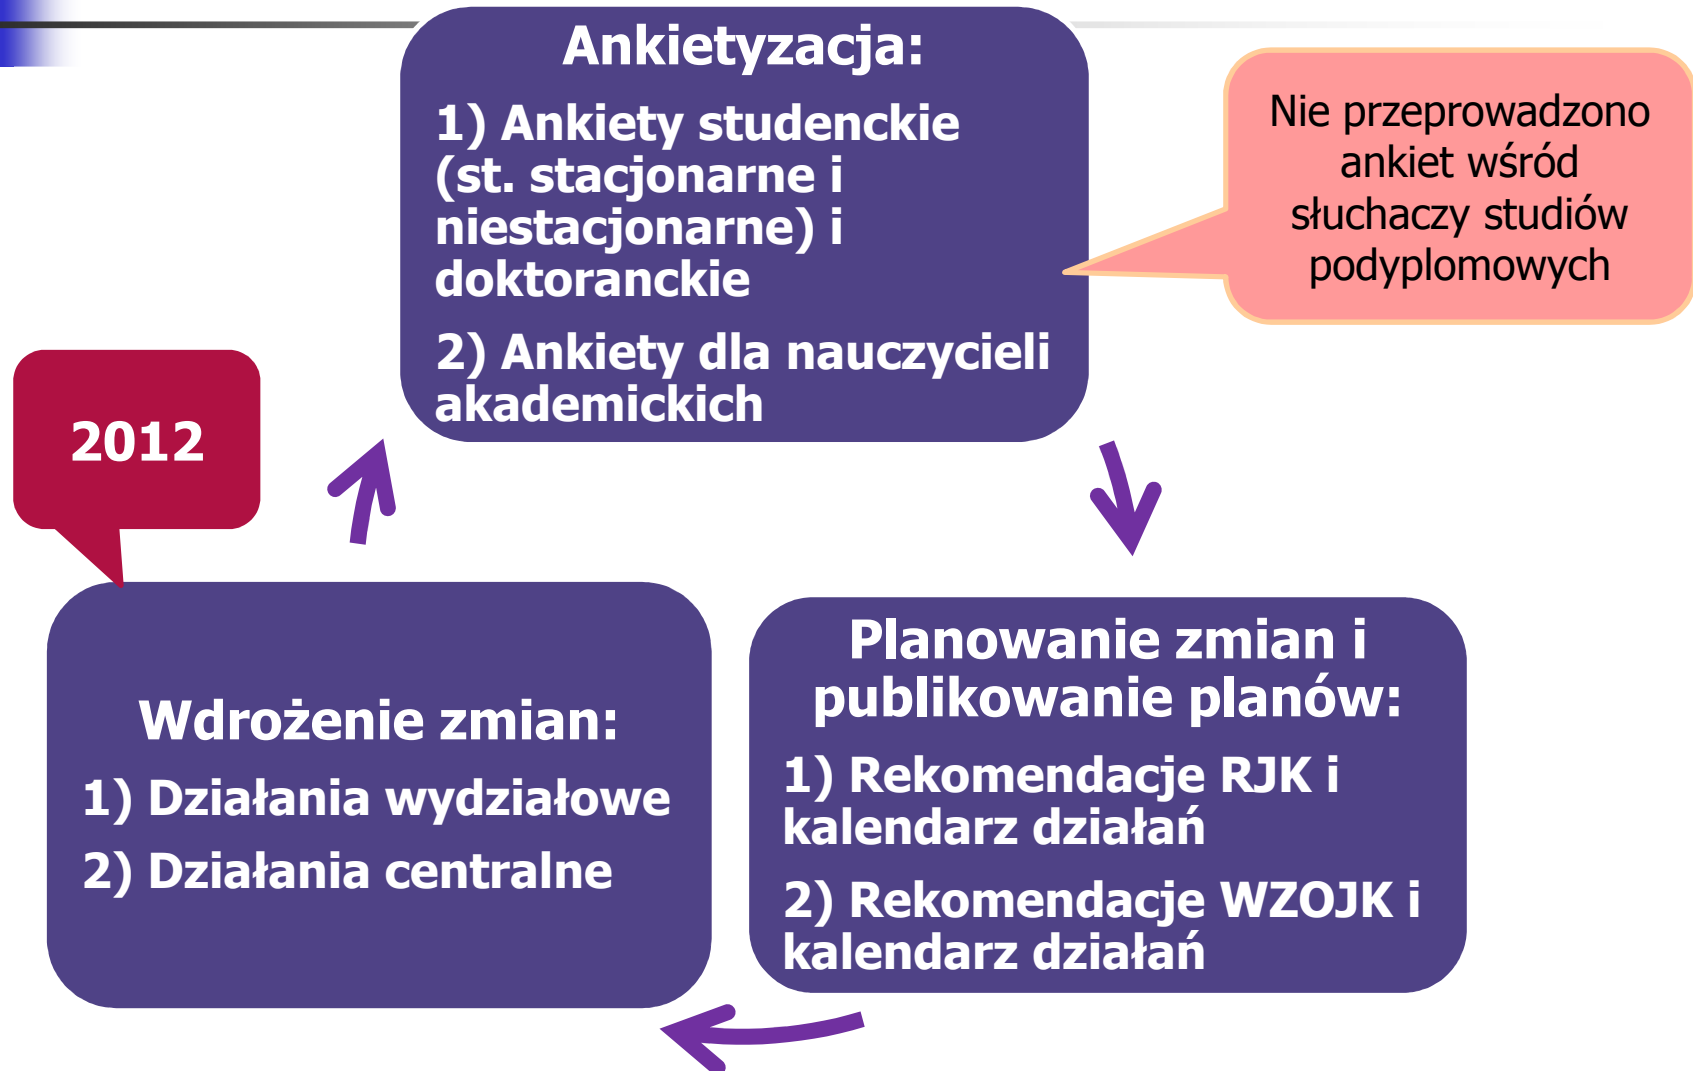 Ankietyzacja:
1) Ankiety studenckie
(st. stacjonarne i
niestacjonarne) i
doktoranckie
2) Ankiety dla nauczycieli
akademickich
Nie przeprowadzono
ankiet wśród
słuchaczy studiów
podyplomowych
2012
Wdrożenie zmian:
1) Działania wydziałowe
2) Działania centralne
Planowanie zmian i
publikowanie planów:
1) Rekomendacje RJK i
kalendarz działań
2) Rekomendacje WZOJK i
kalendarz działań